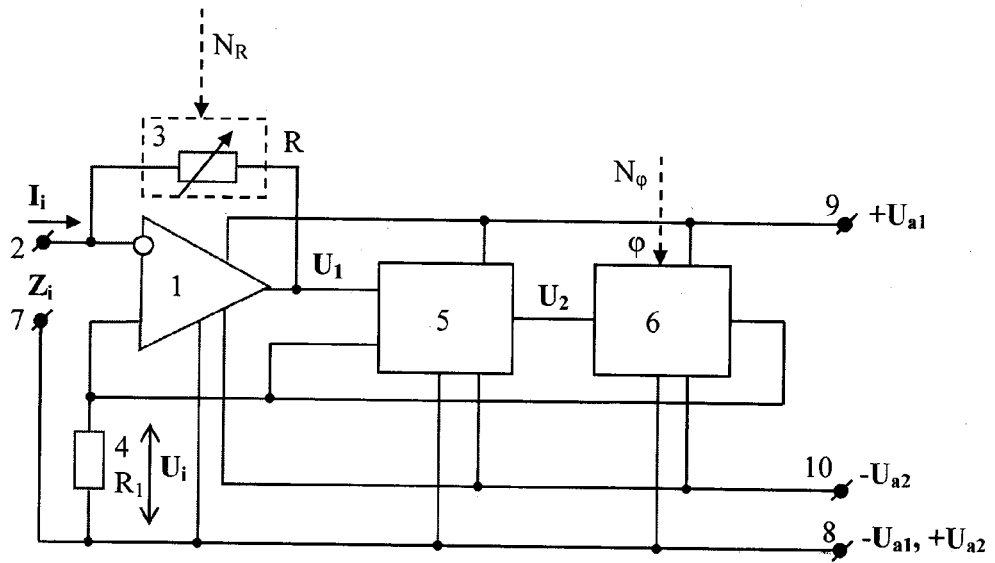 N_R
3
R
I_i
2
N_φ
9
+U_a1
φ
1
U_1
Z_i
7
5
U_2
6
4
R_1
U_i
10
-U_a2
8
-U_a1, +U_a2